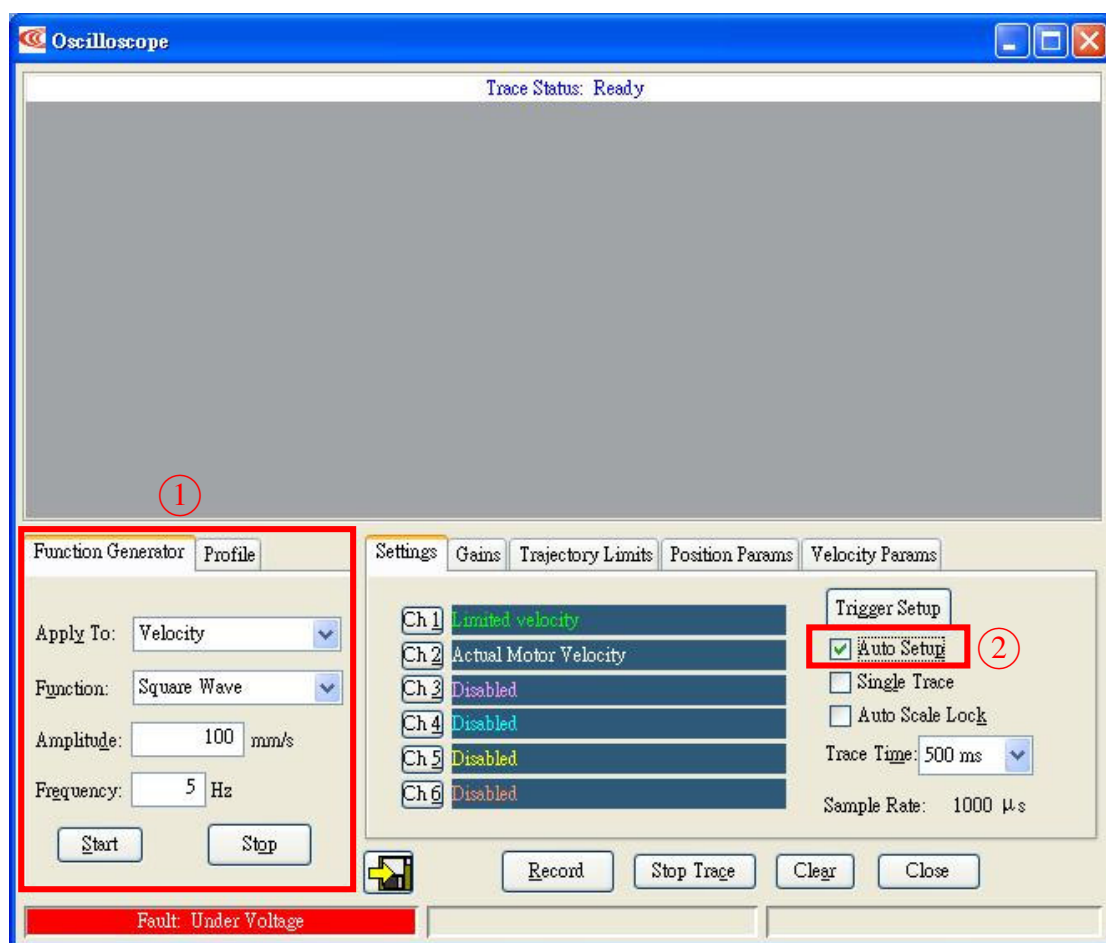 Oscilloscope
Trace Status: Ready
①
Function Generator Profile
Apply To: Velocity
Function: Square Wave
Amplitude: 100 mm/s
Frequency: 5 Hz
Start Stop
Settings Gains Trajectory Limits Position Params Velocity Params
Ch 1 Limited velocity
Ch 2 Actual Motor Velocity
Ch 3 Disabled
Ch 4 Disabled
Ch 5 Disabled
Ch 6 Disabled
Trigger Setup
Auto Setup ②
Single Trace
Auto Scale Lock
Trace Time: 500 ms
Sample Rate: 1000 μs
Record Stop Trace Clear Close
Fault: Under Voltage